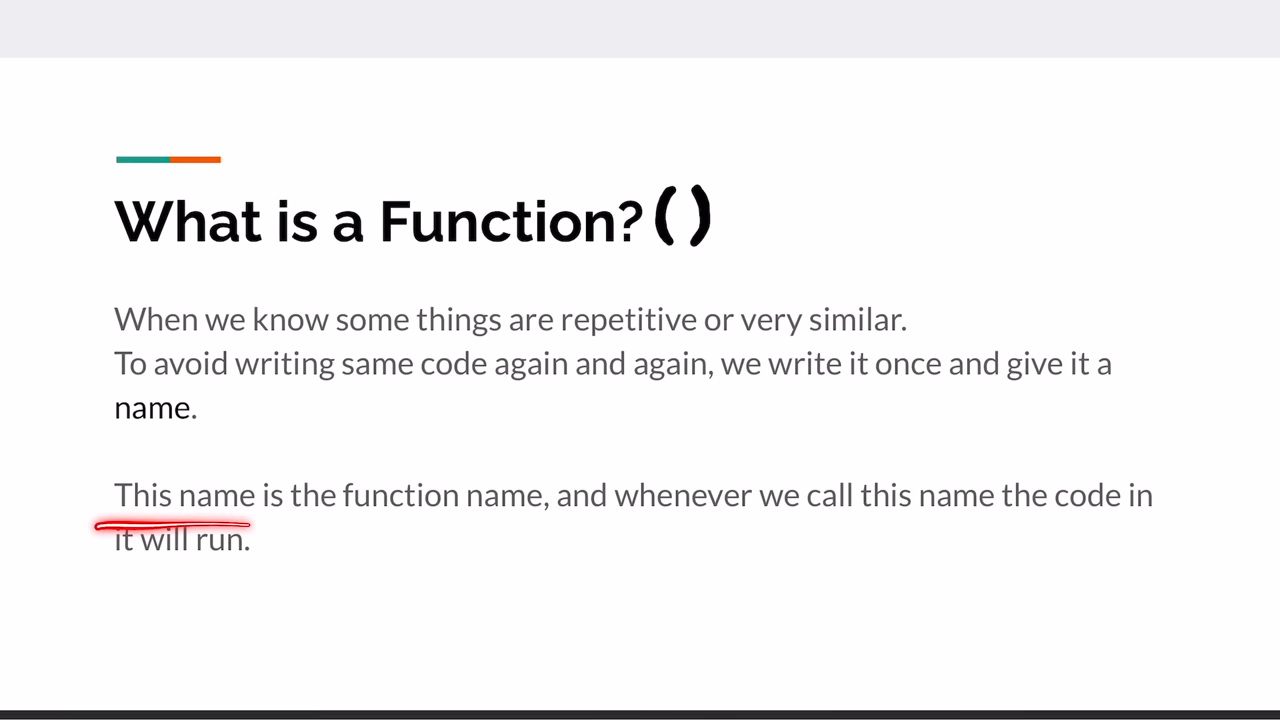 What is a Function? ()
When we know some things are repetitive or very similar.
To avoid writing same code again and again, we write it once and give it a
name.
This name is the function name, and whenever we call this name the code in
it will run.